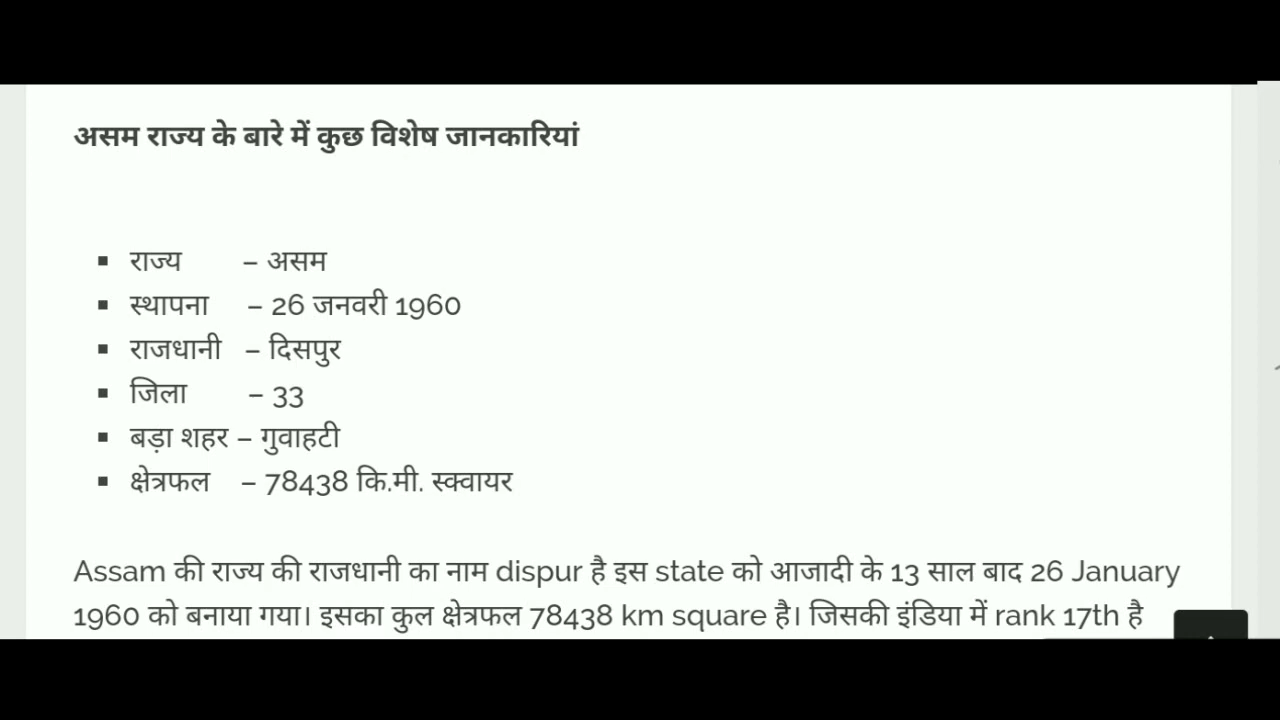 असम राज्य के बारे में कुछ विशेष जानकारियां
▪ राज्य – असम
▪ स्थापना – 26 जनवरी 1960
▪ राजधानी – दिसपुर
▪ जिला – 33
▪ बड़ा शहर – गुवाहटी
▪ क्षेत्रफल – 78438 कि.मी. स्क्वायर
Assam की राज्य की राजधानी का नाम dispur है इस state को आजादी के 13 साल बाद 26 January
1960 को बनाया गया। इसका कुल क्षेत्रफल 78438 km square है। जिसकी इंडिया में rank 17th है